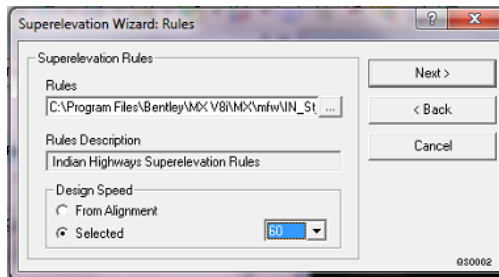 Superelevation Wizard: Rules
Superelevation Rules
Rules
C:\Program Files\Bentley\MX V8i\MX\mfw\IN_St
...
Rules Description
Indian Highways Superelevation Rules
Design Speed
From Alignment
Selected
60
Next >
< Back
Cancel
QS0002